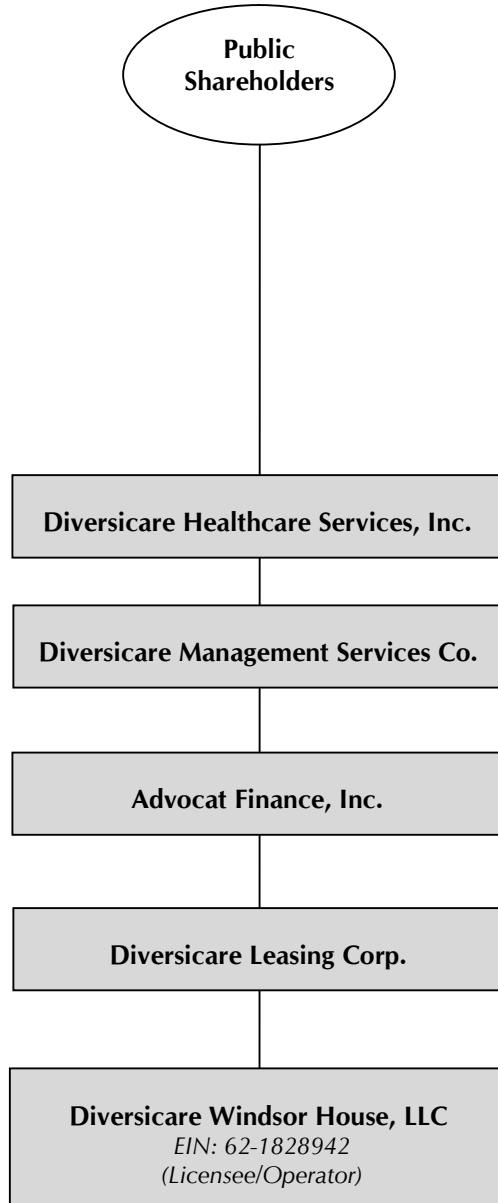 Public
Shareholders
Diversicare Healthcare Services, Inc.
Diversicare Management Services Co.
Advocat Finance, Inc.
Diversicare Leasing Corp.
Diversicare Windsor House, LLC
EIN: 62-1828942
(Licensee/Operator)